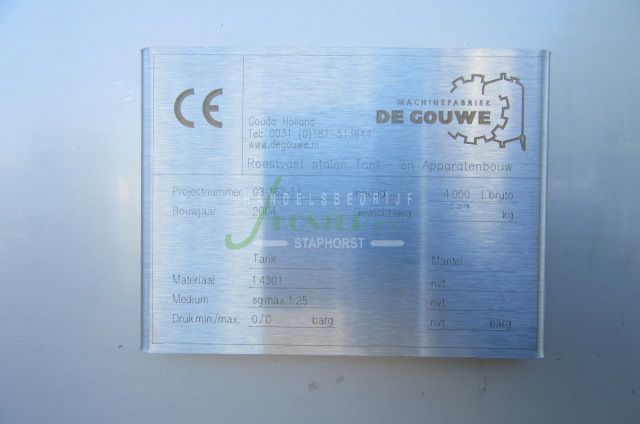 CE
Gouda Holland
Tel: 0031 (0)182-513644
www.degouwe.nl
MACHINEFABRIEK
DE GOUWE
Roestvast stalen Tank- en Apparatenbouw
Projectnummer 4.000 L bruto
Bouwjaar kg
HANDELSBEDRIJF
STAPHORST
Tank Mantel
Materiaal 1.4301 nvt
Medium sg max. 1.25 nvt
Druk min./max. 0/0 barg nvt barg